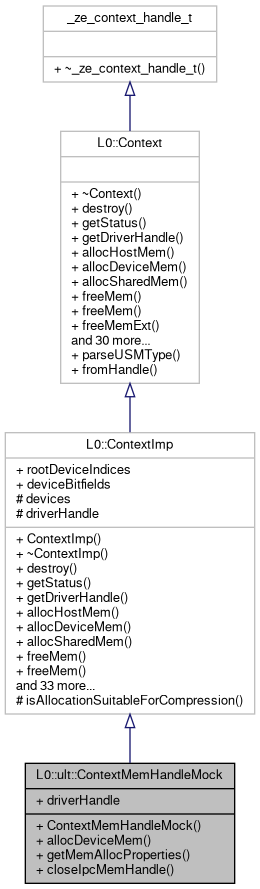 _ze_context_handle_t
+ ~_ze_context_handle_t()
L0::Context
+ ~Context()
+ destroy()
+ getStatus()
+ getDriverHandle()
+ allocHostMem()
+ allocDeviceMem()
+ allocSharedMem()
+ freeMem()
+ freeMem()
+ freeMemExt()
and 30 more...
+ parseUSMType()
+ fromHandle()
L0::ContextImp
+ rootDeviceIndices
+ deviceBitfields
# devices
# driverHandle
+ ContextImp()
+ ~ContextImp()
+ destroy()
+ getStatus()
+ getDriverHandle()
+ allocHostMem()
+ allocDeviceMem()
+ allocSharedMem()
+ freeMem()
+ freeMem()
and 33 more...
# isAllocationSuitableForCompression()
L0::ult::ContextMemHandleMock
+ driverHandle
+ ContextMemHandleMock()
+ allocDeviceMem()
+ getMemAllocProperties()
+ closeIpcMemHandle()